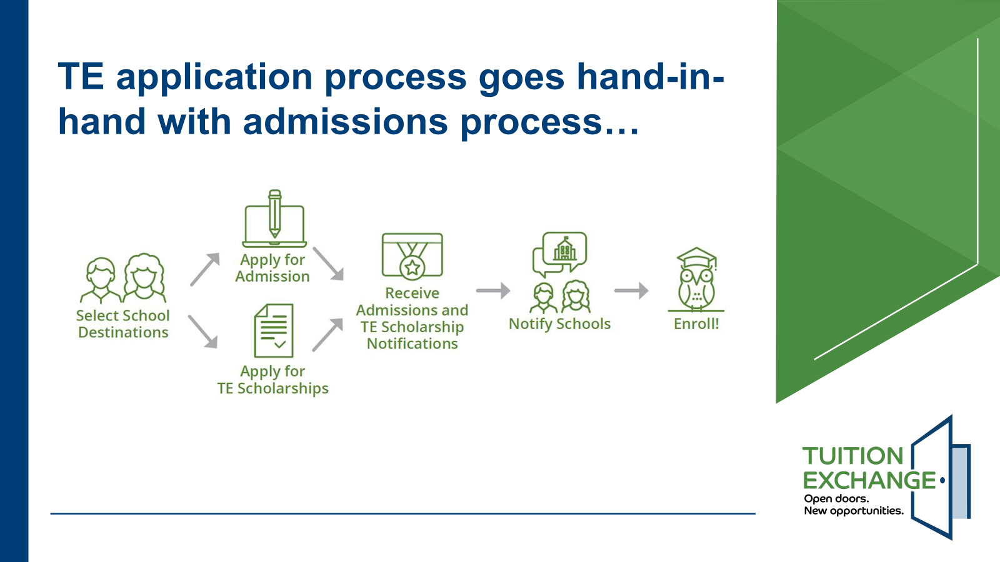 TE application process goes hand-in-
hand with admissions process…
Select School
Destinations
Apply for
Admission
Apply for
TE Scholarships
Receive
Admissions and
TE Scholarship
Notifications
Notify Schools
Enroll!
TUITION
EXCHANGE
Open doors.
New opportunities.